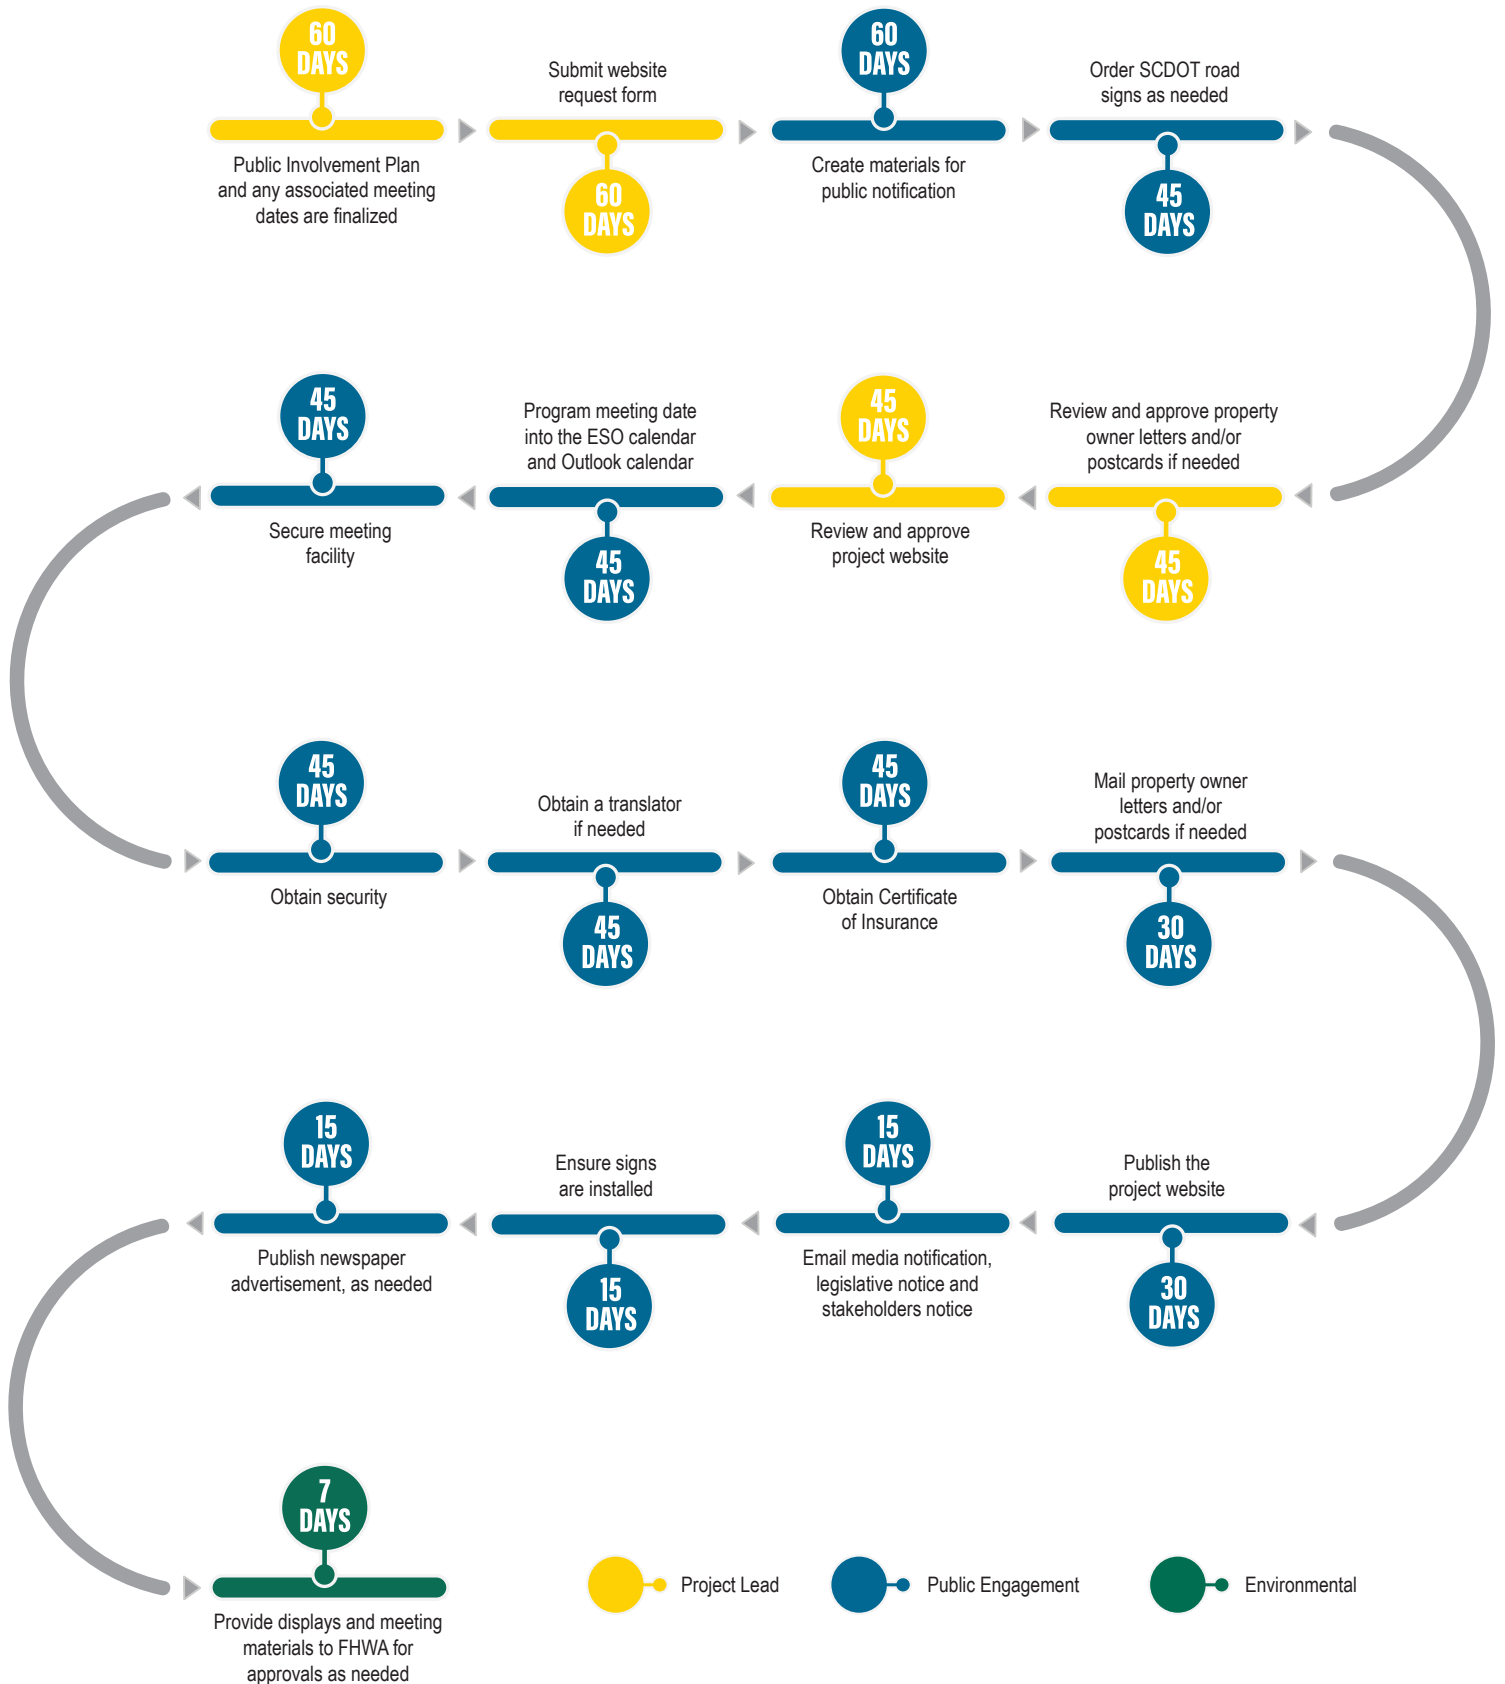 60
DAYS
Public Involvement Plan
and any associated meeting
dates are finalized
Submit website
request form
60
DAYS
60
DAYS
Create materials for
public notification
Order SCDOT road
signs as needed
45
DAYS
Review and approve property
owner letters and/or
postcards if needed
45
DAYS
45
DAYS
Review and approve
project website
Program meeting date
into the ESO calendar
and Outlook calendar
45
DAYS
45
DAYS
Secure meeting
facility
45
DAYS
Obtain security
Obtain a translator
if needed
45
DAYS
45
DAYS
Obtain Certificate
of Insurance
Mail property owner
letters and/or
postcards if needed
30
DAYS
Publish the
project website
30
DAYS
15
DAYS
Email media notification,
legislative notice and
stakeholders notice
Ensure signs
are installed
15
DAYS
15
DAYS
Publish newspaper
advertisement, as needed
7
DAYS
Provide displays and meeting
materials to FHWA for
approvals as needed
Project Lead
Public Engagement
Environmental